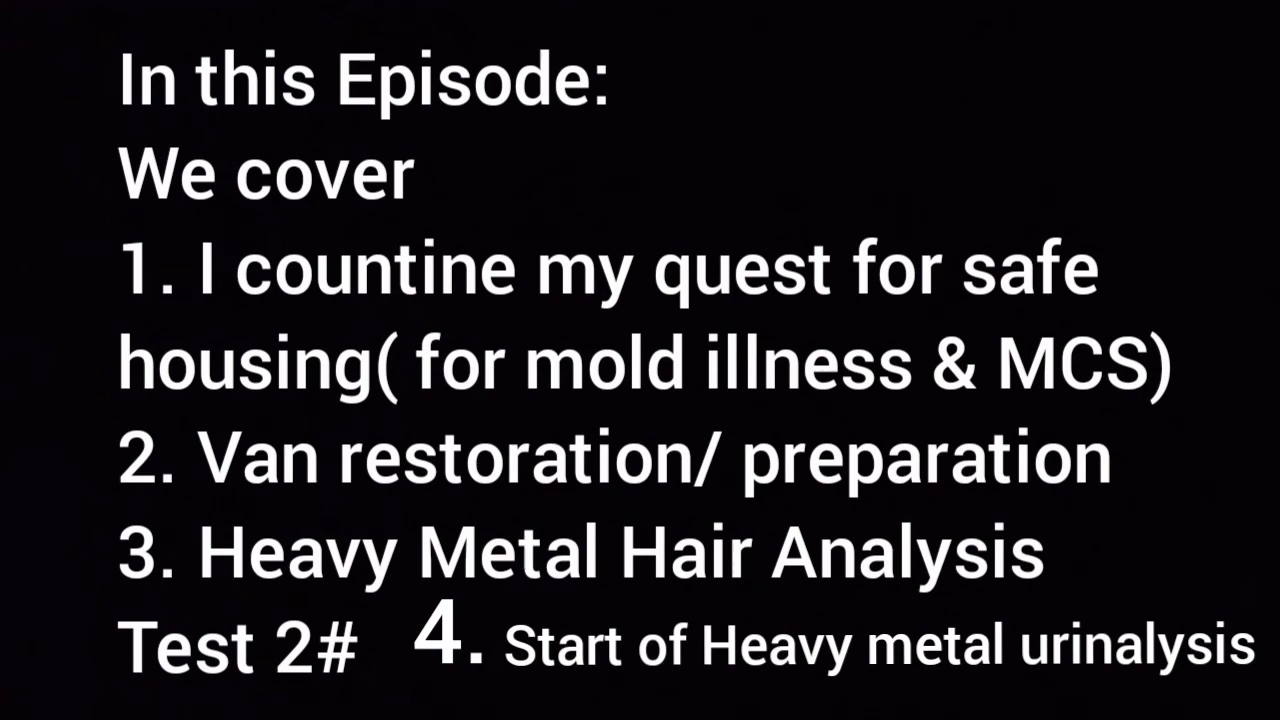 In this Episode:
We cover
1. I countine my quest for safe
housing( for mold illness & MCS)
2. Van restoration/ preparation
3. Heavy Metal Hair Analysis
Test 2# 4. Start of Heavy metal urinalysis